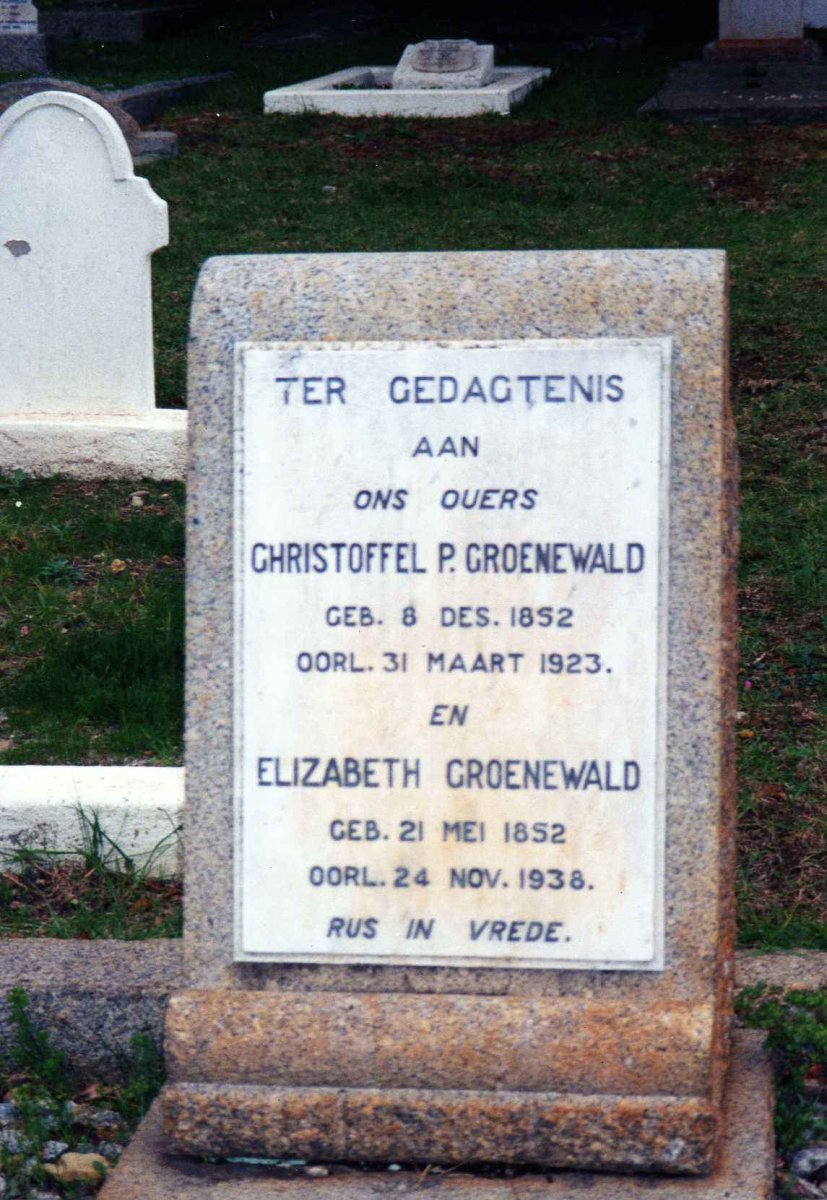 TER GEDAGTENIS
AAN
ONS OUERS
CHRISTOFFEL P. GROENEWALD
GEB. 8 DES. 1852
OORL. 31 MAART 1923.
EN
ELIZABETH GROENEWALD
GEB. 21 MEI 1852
OORL. 24 NOV. 1938.
RUS IN VREDE.